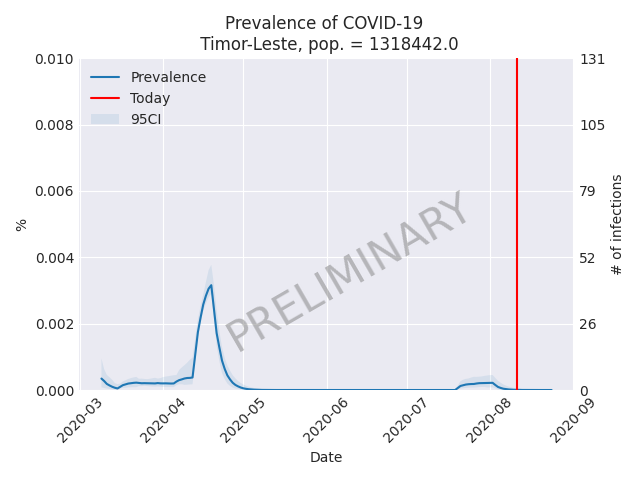 Prevalence of COVID-19
Timor-Leste, pop. = 1318442.0
Prevalence
Today
95CI
0.010
0.008
0.006
0.004
0.002
0.000
%
131
105
79
52
26
0
# of infections
PRELIMINARY
2020-03
2020-04
2020-05
2020-06
2020-07
2020-08
2020-09
Date